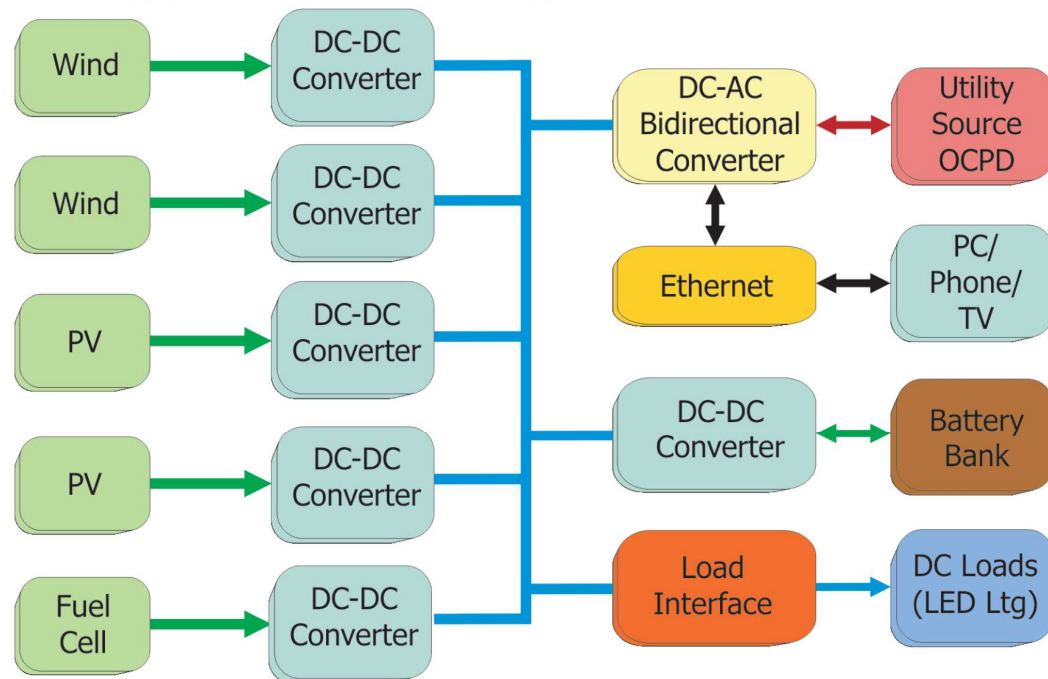 Wind
DC-DC
Converter
Wind
DC-DC
Converter
PV
DC-DC
Converter
PV
DC-DC
Converter
Fuel
Cell
DC-DC
Converter
DC-AC
Bidirectional
Converter
Utility
Source
OCPD
Ethernet
PC/
Phone/
TV
DC-DC
Converter
Battery
Bank
Load
Interface
DC Loads
(LED Ltg)